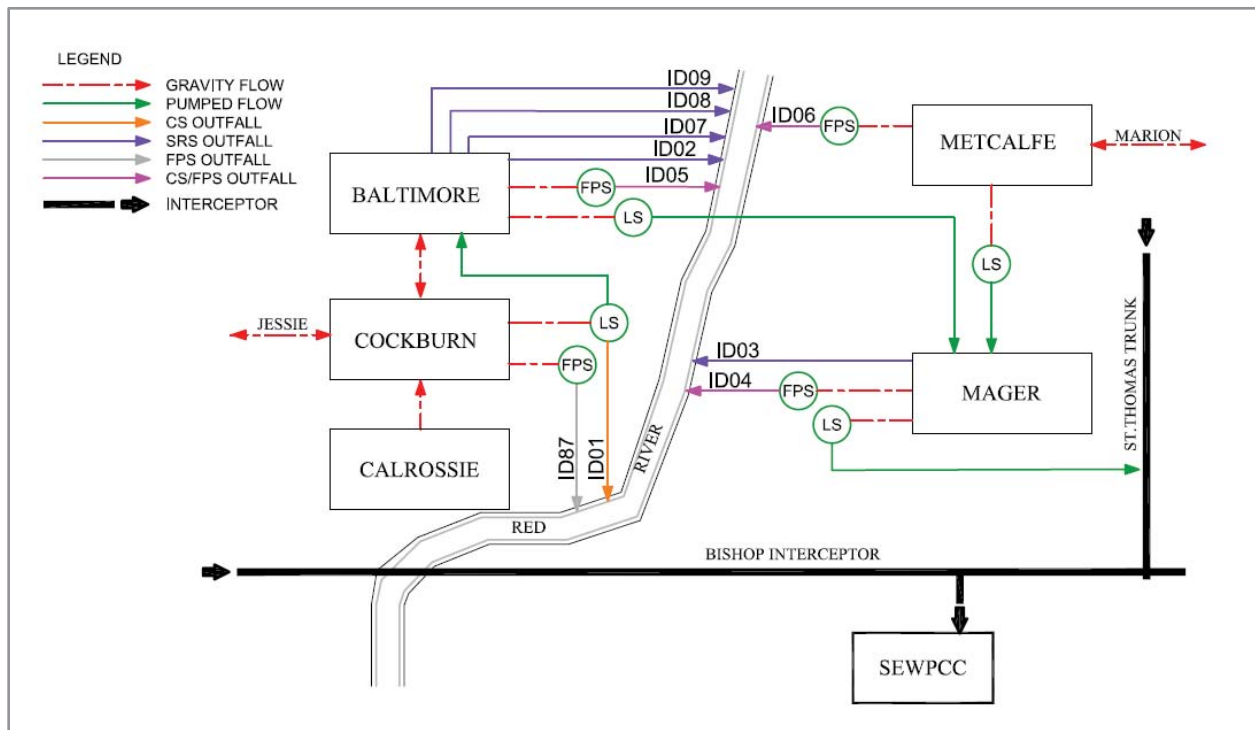 LEGEND
GRAVITY FLOW
PUMPED FLOW
CS OUTFALL
SRS OUTFALL
FPS OUTFALL
CS/FPS OUTFALL
INTERCEPTOR
ID09
ID08
ID07
ID02
ID05
FPS
LS
BALTIMORE
ID06
FPS
METCALFE
MARION
LS
JESSIE
COCKBURN
LS
FPS
CALROSSIE
ID87
ID01
ID03
ID04
FPS
LS
MAGER
ST.THOMAS TRUNK
RED
RIVER
BISHOP INTERCEPTOR
SEWPCC